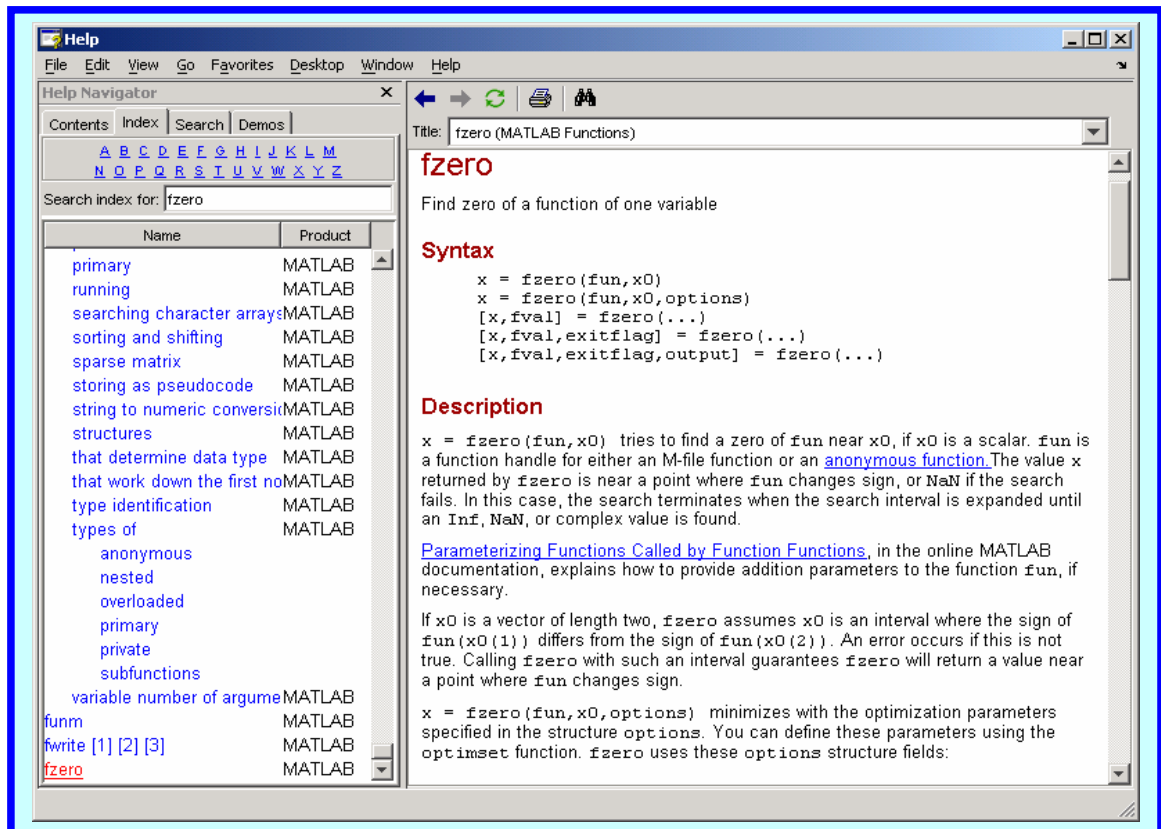 Help
File Edit View Go Favorites Desktop Window Help
Help Navigator
Contents Index Search Demos
A B C D E F G H I J K L M
N O P Q R S T U V W X Y Z
Search index for: fzero
Name Product
primary MATLAB
running MATLAB
searching character arrays MATLAB
sorting and shifting MATLAB
sparse matrix MATLAB
storing as pseudocode MATLAB
string to numeric MATLAB
structures MATLAB
that determine data type MATLAB
that work down the first MATLAB
type identification MATLAB
types of MATLAB
anonymous
nested
overloaded
primary
private
subfunctions
variable number of MATLAB
funm MATLAB
fwrite [1] [2] [3] MATLAB
fzero MATLAB
Title: fzero (MATLAB Functions)
fzero
Find zero of a function of one variable
Syntax
x = fzero(fun,x0)
x = fzero(fun,x0,options)
[x,fval] = fzero(...)
[x,fval,exitflag] = fzero(...)
[x,fval,exitflag,output] = fzero(...)
Description
x = fzero(fun,x0) tries to find a zero of fun near x0, if x0 is a scalar. fun is
a function handle for either an M-file function or an anonymous function.The value x
returned by fzero is near a point where fun changes sign, or NaN if the search
fails. In this case, the search terminates when the search interval is expanded until
an Inf, NaN, or complex value is found.
Parameterizing Functions Called by Function Functions, in the online MATLAB
documentation, explains how to provide addition parameters to the function fun, if
necessary.
If x0 is a vector of length two, fzero assumes x0 is an interval where the sign of
fun(x0(1)) differs from the sign of fun(x0(2)). An error occurs if this is not
true. Calling fzero with such an interval guarantees fzero will return a value near
a point where fun changes sign.
x = fzero(fun,x0,options) minimizes with the optimization parameters
specified in the structure options. You can define these parameters using the
optimset function. fzero uses these options structure fields: